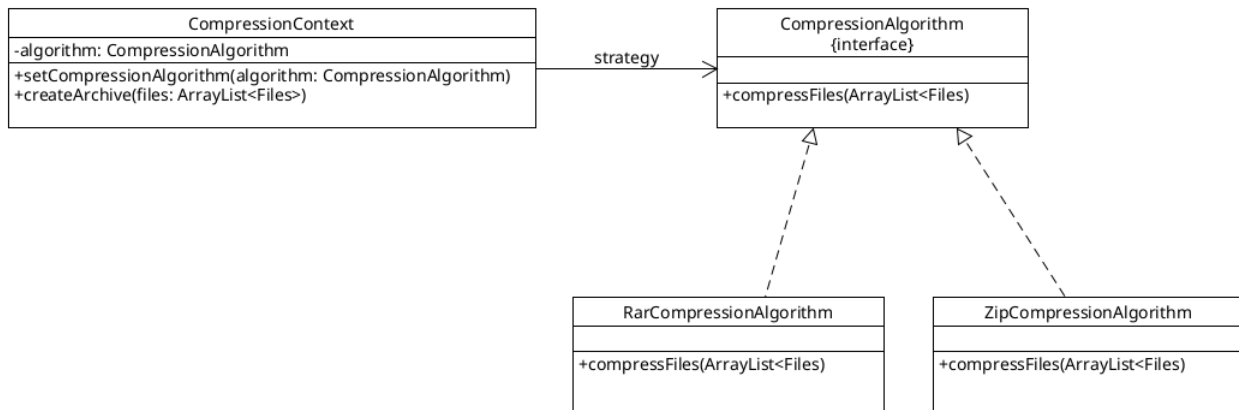 CompressionContext
-algorithm: CompressionAlgorithm
+setCompressionAlgorithm(algorithm: CompressionAlgorithm)
+createArchive(files: ArrayList<Files>)
strategy
CompressionAlgorithm
{interface}
+compressFiles(ArrayList<Files)
RarCompressionAlgorithm
+compressFiles(ArrayList<Files)
ZipCompressionAlgorithm
+compressFiles(ArrayList<Files)